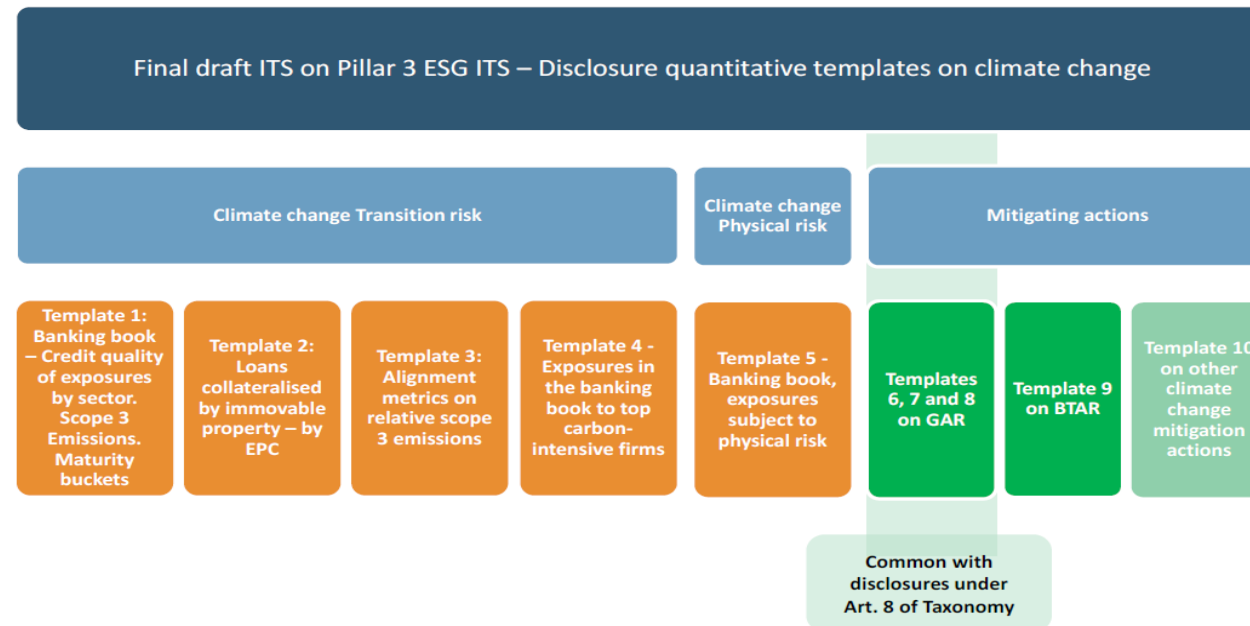 Final draft ITS on Pillar 3 ESG ITS – Disclosure quantitative templates on climate change
Climate change Transition risk
Climate change
Physical risk
Mitigating actions
Template 1:
Banking book
– Credit quality
of exposures
by sector.
Scope 3
Emissions.
Maturity
buckets
Template 2:
Loans
collateralised
by immovable
property – by
EPC
Template 3:
Alignment
metrics on
relative scope
3 emissions
Template 4 -
Exposures in
the banking
book to top
carbon-
intensive firms
Template 5 -
Banking book,
exposures
subject to
physical risk
Templates
6, 7 and 8
on GAR
Template 9
on BTAR
Template 10
on other
climate
change
mitigation
actions
Common with
disclosures under
Art. 8 of Taxonomy